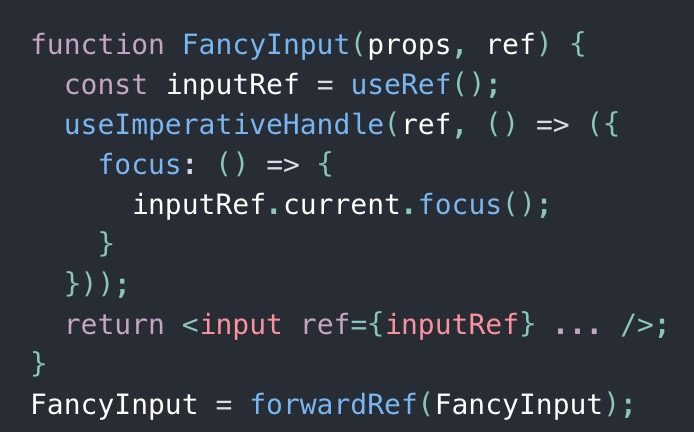 function FancyInput(props, ref) {
  const inputRef = useRef();
  useImperativeHandle(ref, () => ({
    focus: () => {
      inputRef.current.focus();
    }
  }));
  return <input ref={inputRef} ... />;
}
FancyInput = forwardRef(FancyInput);